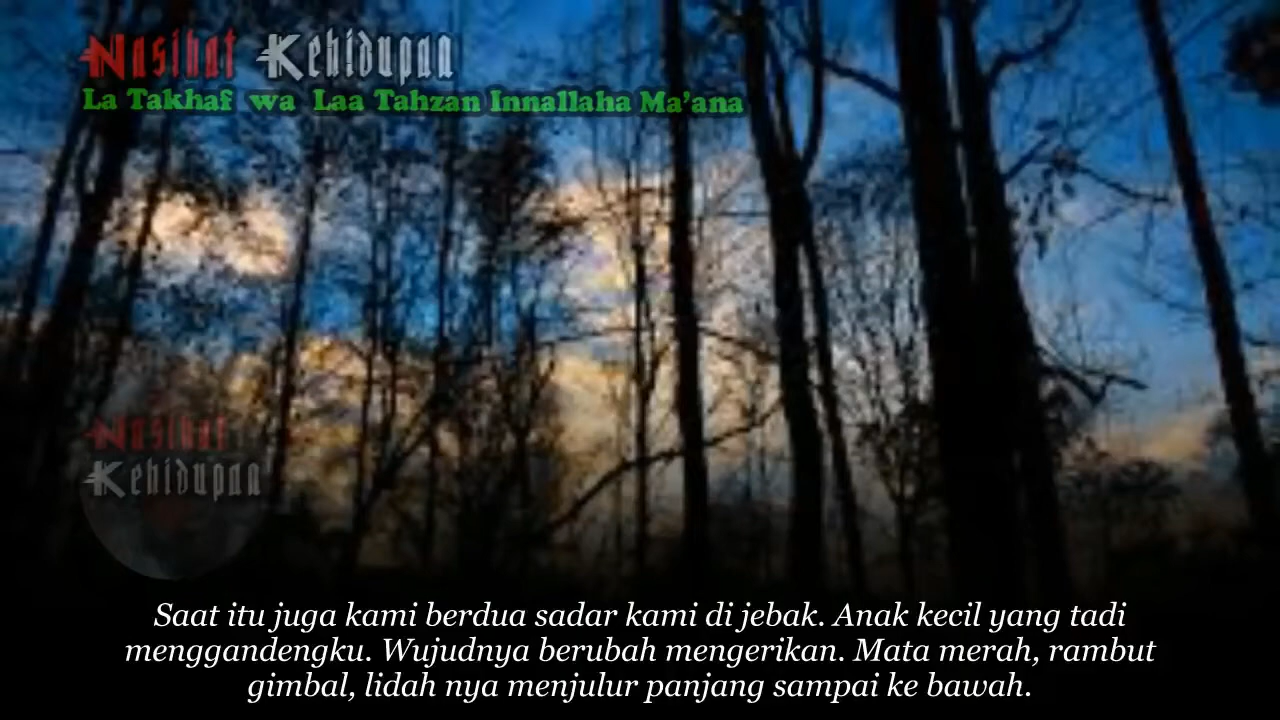 Nasihat Kehidupan
La Takhaf wa Laa Tahzan Innallaha Ma'ana
Nasihat
Kehidupan
Saat itu juga kami berdua sadar kami di jebak. Anak kecil yang tadi
menggandengku. Wujudnya berubah mengerikan. Mata merah, rambut
gimbal, lidah nya menjulur panjang sampai ke bawah.